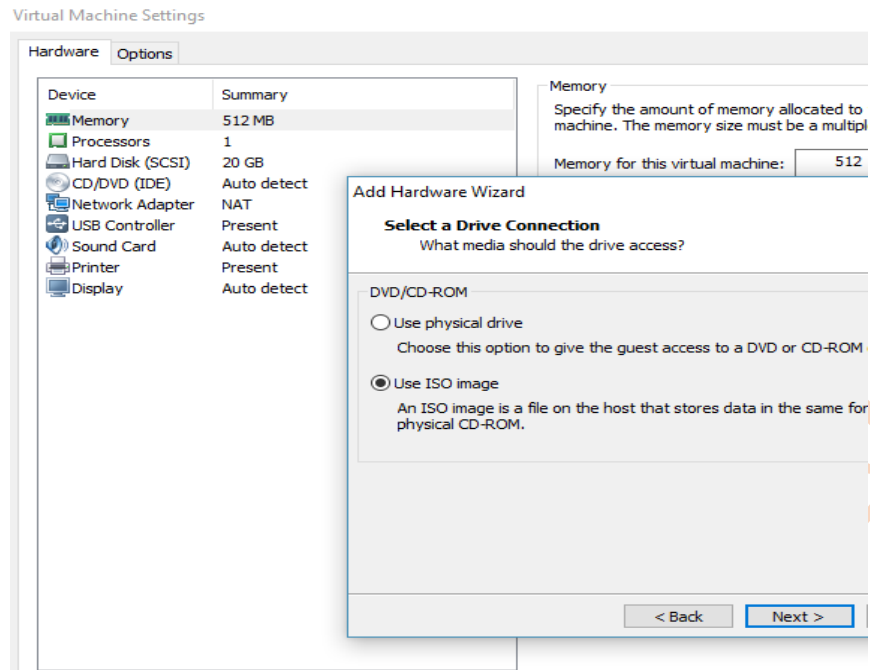 Virtual Machine Settings
Hardware Options
Device Summary
Memory 512 MB
Processors 1
Hard Disk (SCSI) 20 GB
CD/DVD (IDE) Auto detect
Network Adapter NAT
USB Controller Present
Sound Card Auto detect
Printer Present
Display Auto detect
Memory
Specify the amount of memory allocated to
machine. The memory size must be a multipl
Memory for this virtual machine: 512
Add Hardware Wizard
Select a Drive Connection
What media should the drive access?
DVD/CD-ROM
Use physical drive
Choose this option to give the guest access to a DVD or CD-ROM
Use ISO image
An ISO image is a file on the host that stores data in the same for
physical CD-ROM.
< Back Next >